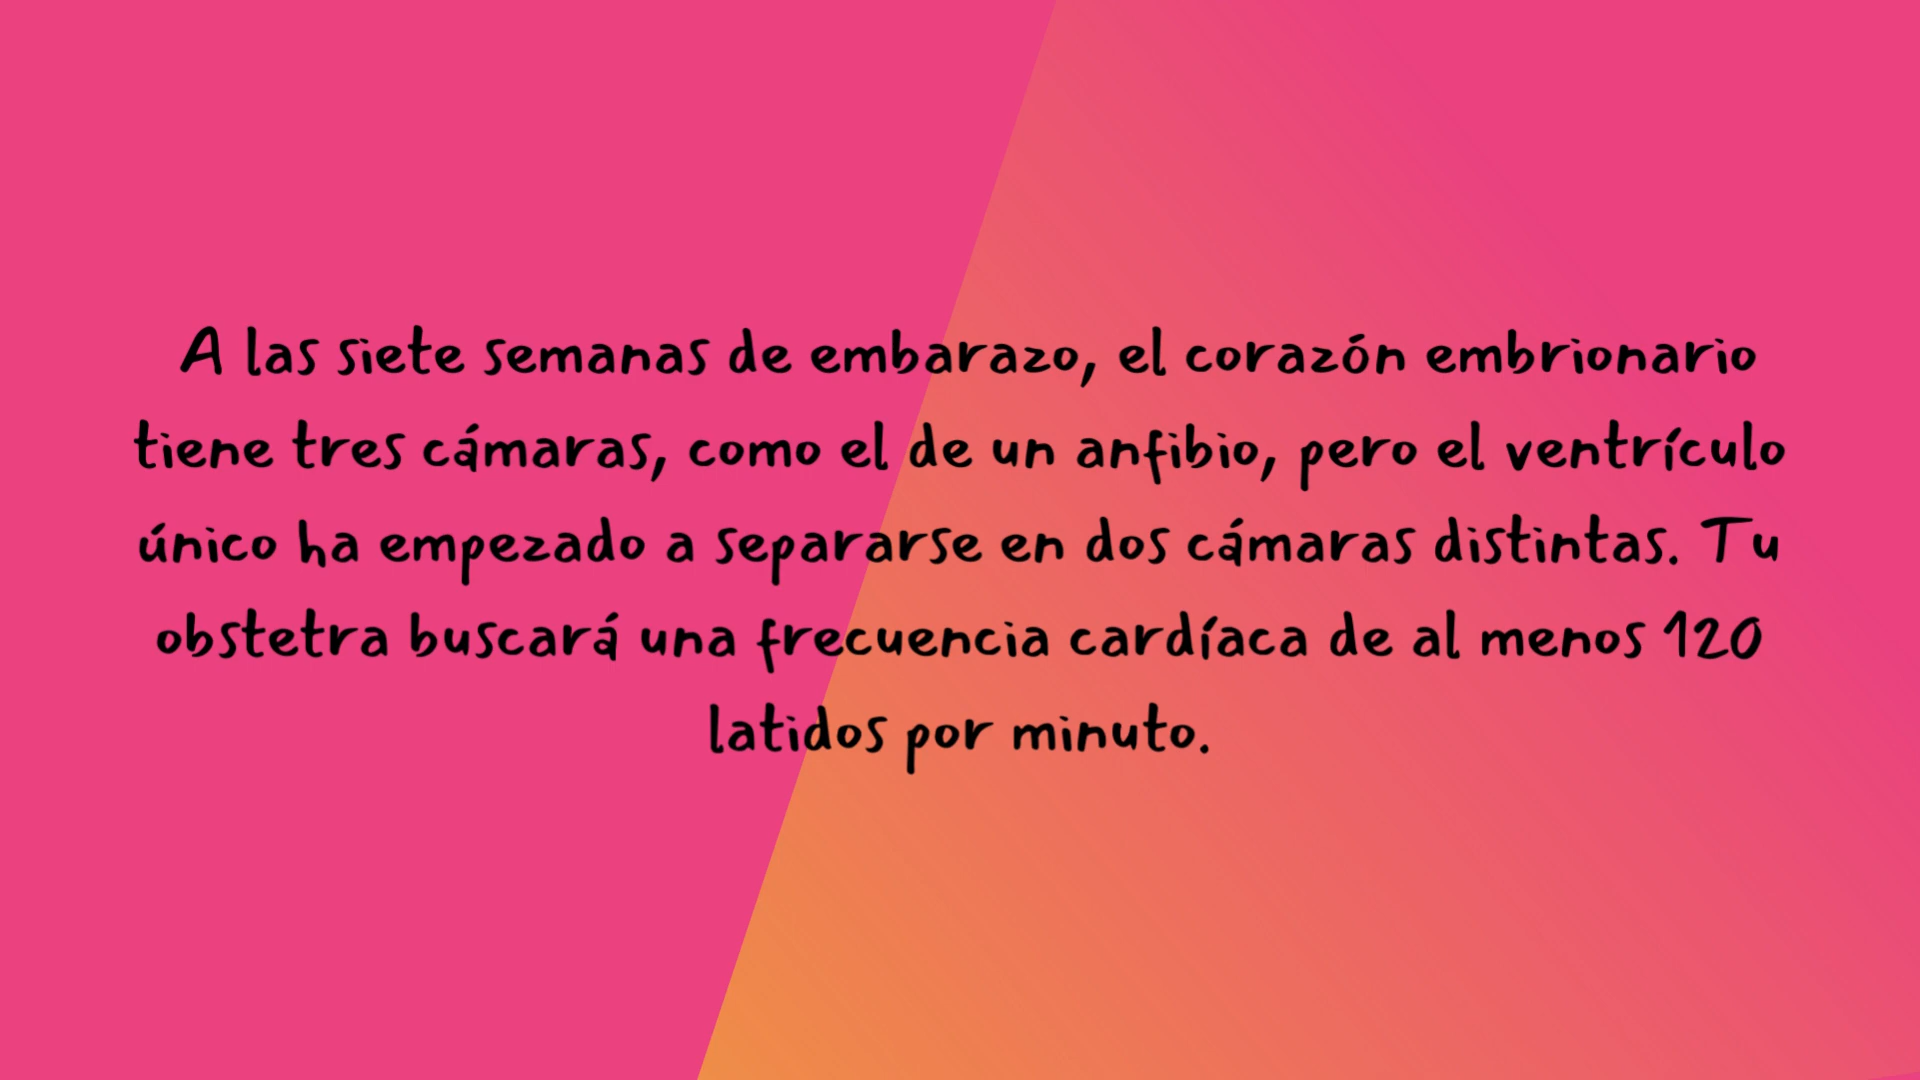 A las siete semanas de embarazo, el corazón embrionario
tiene tres cámaras, como el de un anfibio, pero el ventrículo
único ha empezado a separarse en dos cámaras distintas. Tu
obstetra buscará una frecuencia cardíaca de al menos 120
latidos por minuto.